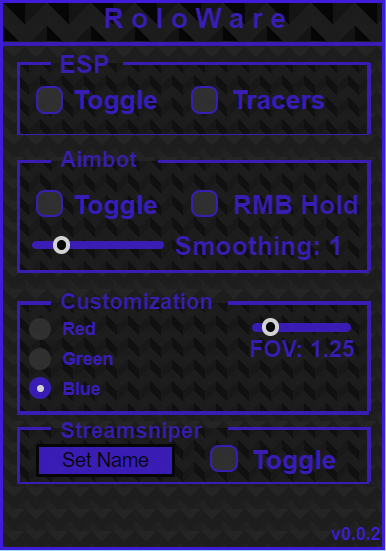 RoloWare
ESP
Toggle Tracers
Aimbot
Toggle RMB Hold
Smoothing: 1
Customization
Red
FOV: 1.25
Green
Blue
Streamsniper
Set Name Toggle
v0.0.2